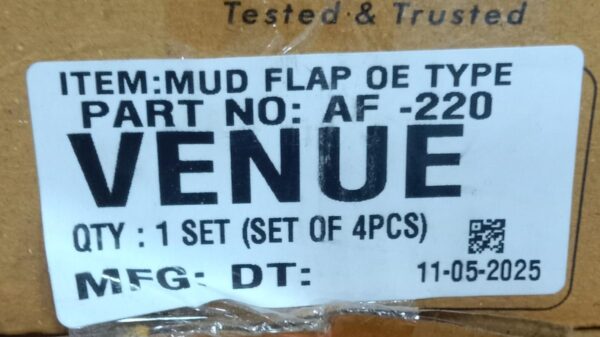 Tested & Trusted
ITEM:MUD FLAP OE TYPE
PART NO: AF -220
VENUE
QTY : 1 SET (SET OF 4PCS)
MFG: DT: 11-05-2025